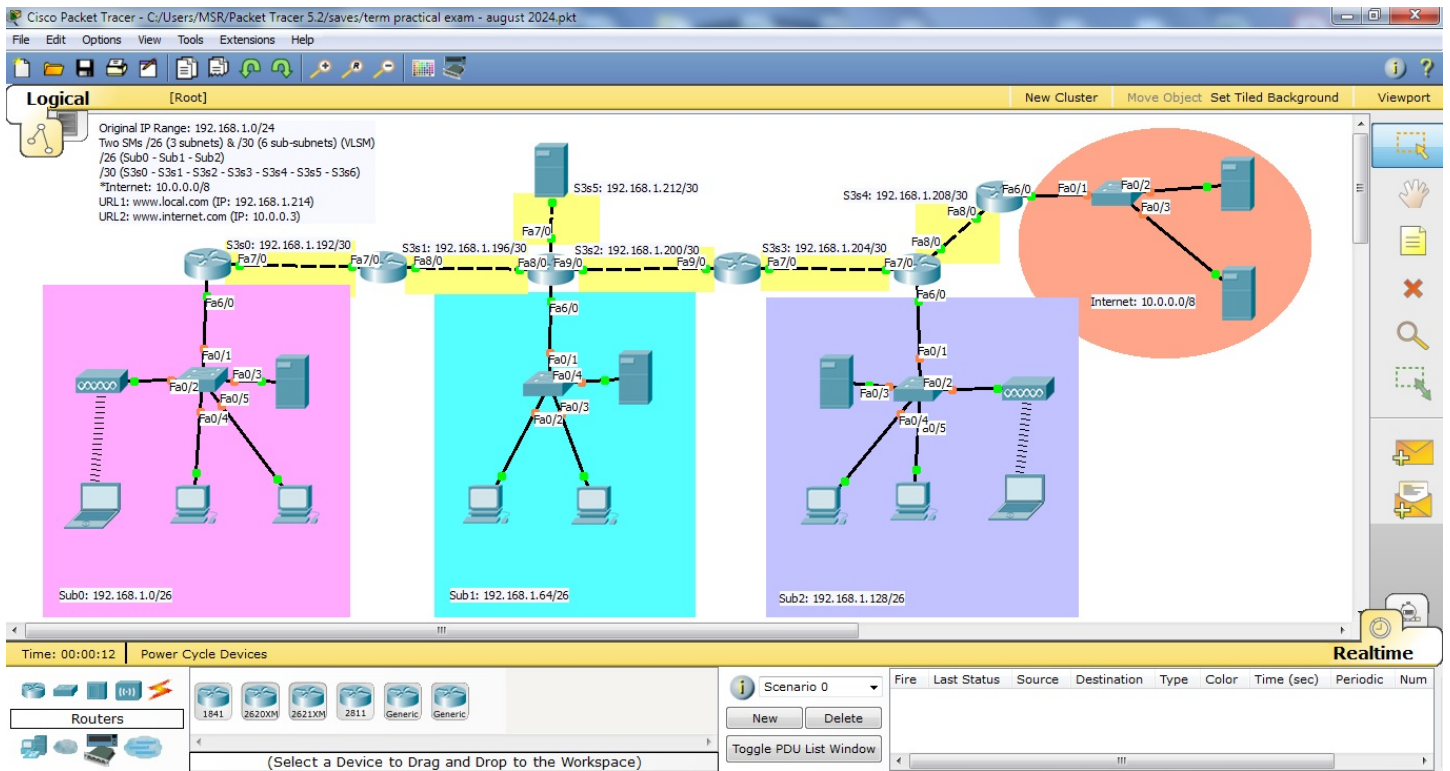 Cisco Packet Tracer - C:/Users/MSR/Packet Tracer 5.2/saves/term practical exam - august 2024.pkt
File Edit Options View Tools Extensions Help
Logical [Root] New Cluster Move Object Set Tiled Background Viewport
Original IP Range: 192.168.1.0/24
Two SMs /26 (3 subnets) & /30 (6 sub-subnets) (VLSM)
/26 (Sub0 - Sub1 - Sub2)
/30 (S3s0 - S3s1 - S3s2 - S3s3 - S3s4 - S3s5 - S3s6)
*Internet: 10.0.0.0/8
URL1: www.local.com (IP: 192.168.1.214)
URL2: www.internet.com (IP: 10.0.0.3)
S3s5: 192.168.1.212/30
S3s4: 192.168.1.208/30
Fa6/0 Fa0/1 Fa0/2
Fa0/3
Fa8/0
Fa7/0
S3s0: 192.168.1.192/30 S3s1: 192.168.1.196/30 S3s2: 192.168.1.200/30 S3s3: 192.168.1.204/30 Fa8/0
Fa7/0 Fa7/0 Fa8/0 Fa8/0 Fa9/0 Fa9/0 Fa7/0 Fa7/0
Fa6/0 Fa6/0 Fa6/0
Internet: 10.0.0.0/8
Fa0/1 Fa0/1 Fa0/1
Fa0/2 Fa0/3 Fa0/4 Fa0/3 Fa0/2
Fa0/5 Fa0/3
Fa0/4 Fa0/2 Fa0/4 a0/5
Sub0: 192.168.1.0/26 Sub1: 192.168.1.64/26 Sub2: 192.168.1.128/26
Time: 00:00:12 Power Cycle Devices Realtime
Routers
1841 2620XM 2621XM 2811 Generic Generic
(Select a Device to Drag and Drop to the Workspace)
Scenario 0
New Delete
Toggle PDU List Window
Fire Last Status Source Destination Type Color Time (sec) Periodic Num